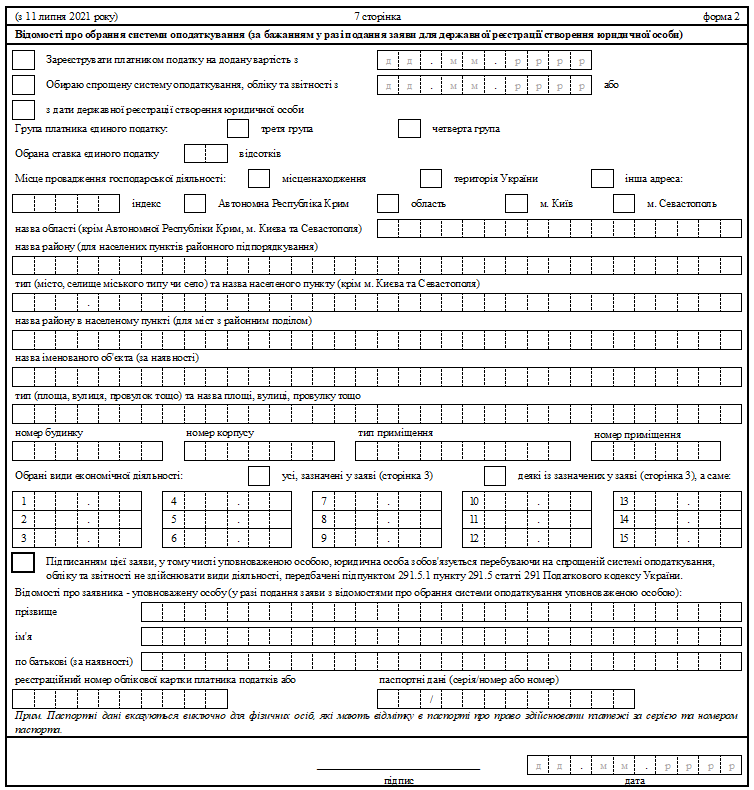 (з 11 липня 2021 року) 7 сторінка форма 2
Відомості про обрання системи оподаткування (за бажанням у разі подання заяви для державної реєстрації створення юридичної особи)
Зареєструвати платником податку на додану вартість з д д . м м . р р р р
Обираю спрощену систему оподаткування, обліку та звітності з д д . м м . р р р р або
з дати державної реєстрації створення юридичної особи
Група платника єдиного податку: третя група четверта група
Обрана ставка єдиного податку відсотків
Місце провадження господарської діяльності: місцезнаходження територія України інша адреса:
індекс Автономна Республіка Крим область м. Київ м. Севастополь
назва області (крім Автономної Республіки Крим, м. Києва та Севастополя)
назва району (для населених пунктів районного підпорядкування)
тип (місто, селище міського типу чи село) та назва населеного пункту (крім м. Києва та Севастополя)
.
назва району в населеному пункті (для міст з районним поділом)
назва іменованого об'єкта (за наявності)
тип (площа, вулиця, провулок тощо) та назва площі, вулиці, провулку тощо
номер будинку номер корпусу тип приміщення номер приміщення
Обрані види економічної діяльності: усі, зазначені у заяві (сторінка 3) деякі із зазначених у заяві (сторінка 3), а саме:
1 . 4 . 7 . 10 . 13 .
2 . 5 . 8 . 11 . 14 .
3 . 6 . 9 . 12 . 15 .
Підписанням цієї заяви, у тому числі уповноваженою особою, юридична особа зобов'язується перебуваючи на спрощеній системі оподаткування,
обліку та звітності не здійснювати види діяльності, передбачені підпунктом 291.5.1 пункту 291.5 статті 291 Податкового кодексу України.
Відомості про заявника - уповноважену особу (у разі подання заяви з відомостями про обрання системи оподаткування уповноваженою особою):
прізвище
ім'я
по батькові (за наявності)
реєстраційний номер облікової картки платника податків або паспортні дані (серія/номер або номер)
/
Прим. Паспортні дані вказуються виключно для фізичних осіб, які мають відмітку в паспорті про право здійснювати платежі за серією та номером
паспорта.
д д . м м . р р р р
підпис дата